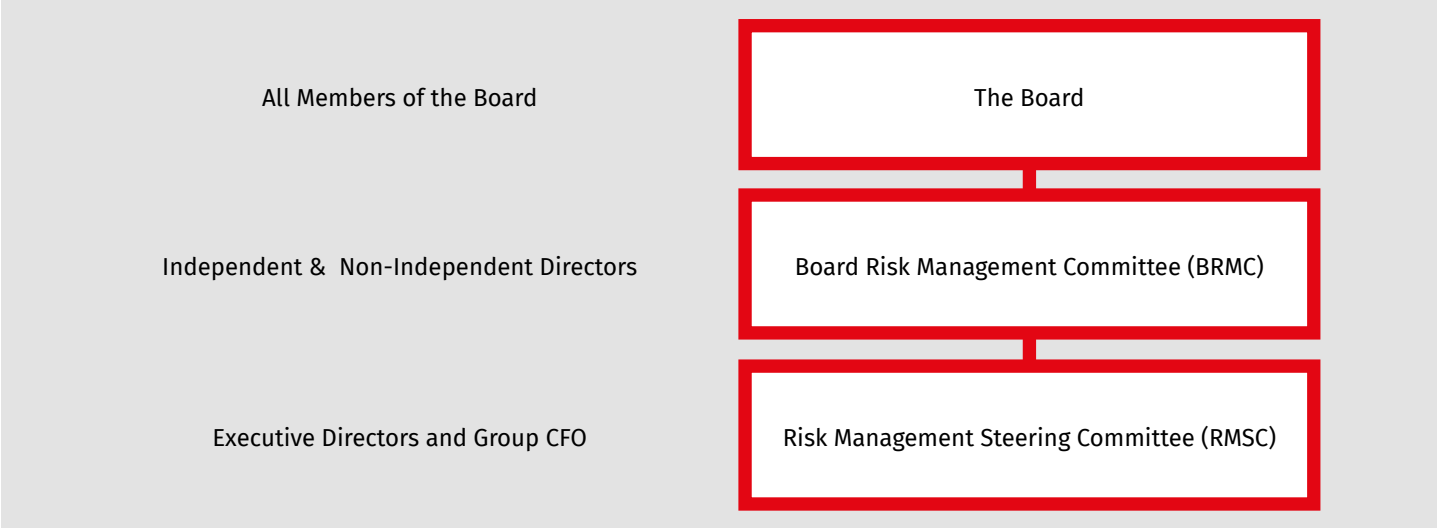 All Members of the Board
The Board
Independent &  Non-Independent Directors
Board Risk Management Committee (BRMC)
Executive Directors and Group CFO
Risk Management Steering Committee (RMSC)